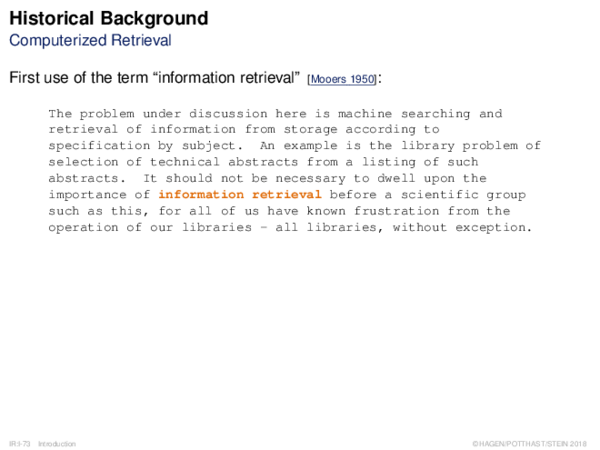 Historical Background
Computerized Retrieval
First use of the term “information retrieval” [Mooers 1950]:
The problem under discussion here is machine searching and
retrieval of information from storage according to
specification by subject. An example is the library problem of
selection of technical abstracts from a listing of such
abstracts. It should not be necessary to dwell upon the
importance of information retrieval before a scientific group
such as this, for all of us have known frustration from the
operation of our libraries – all libraries, without exception.
IR:I-73 Introduction ©HAGEN/POTTHAST/STEIN 2018